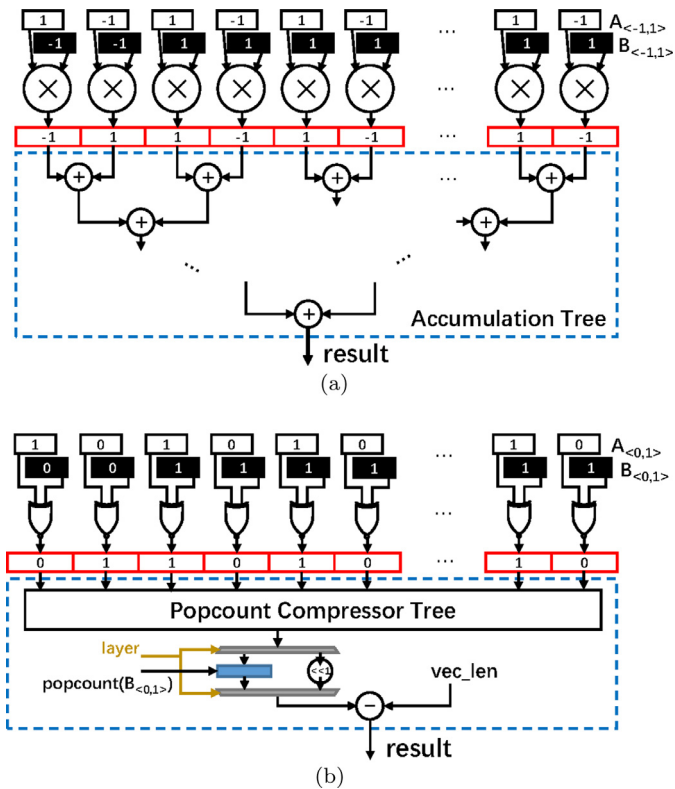 1 -1 1 -1 1 -1 ... 1 -1 A<-1,1>
-1 -1 1 1 1 1 1 1 B<-1,1>
× × × × × × ... × ×
-1 1 1 -1 1 -1 ... 1 -1
+ + + ... +
+ +
... ...
+
Accumulation Tree
result
(a)
1 0 1 0 1 0 ... 1 0 A<0,1>
0 0 1 1 1 1 1 1 B<0,1>
...
0 1 1 0 1 0 ... 1 0
Popcount Compressor Tree
layer
popcount(B<0,1>)
<<1
vec_len
−
result
(b)